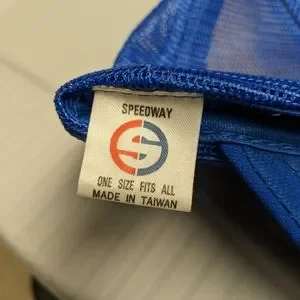 SPEEDWAY
S
ONE SIZE FITS ALL
MADE IN TAIWAN